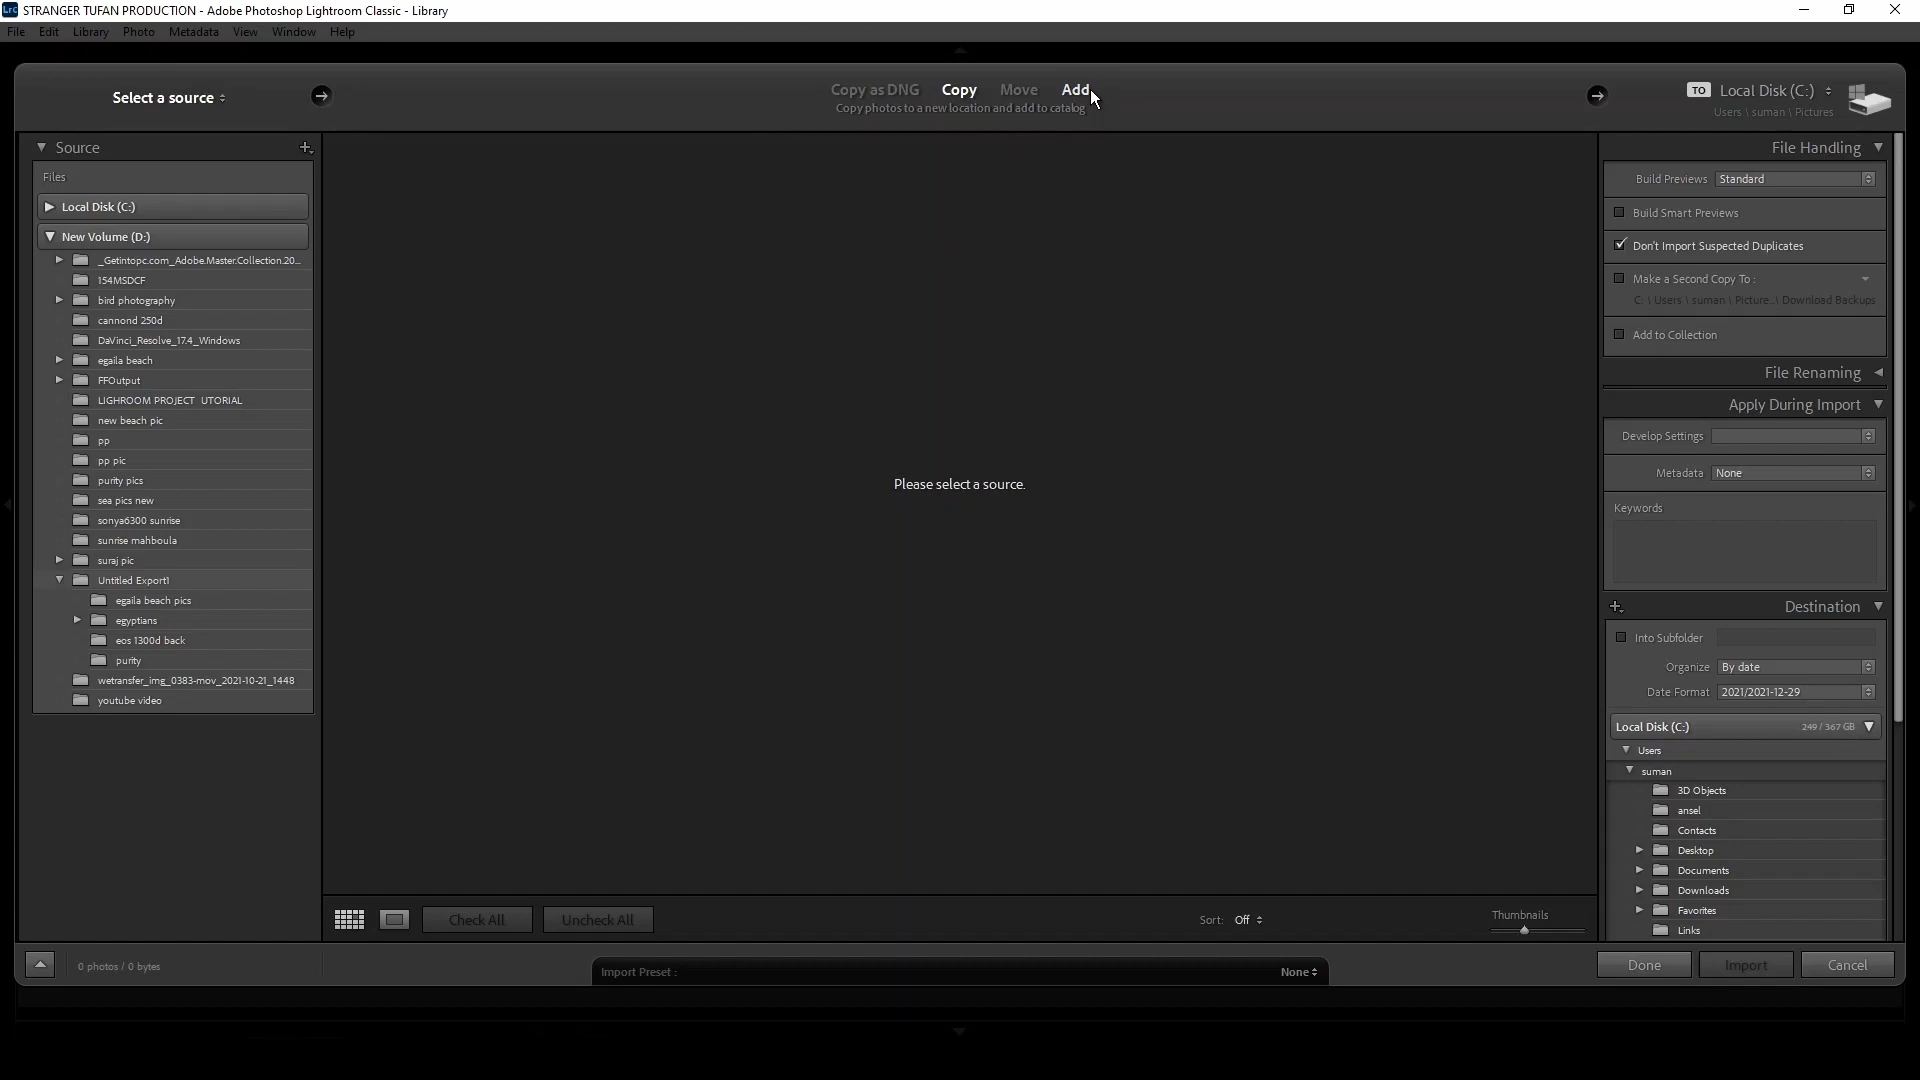 LrC STRANGER TUFAN PRODUCTION - Adobe Photoshop Lightroom Classic - Library
File Edit Library Photo Metadata View Window Help
Select a source
Copy as DNG Copy Move Add
Copy photos to a new location and add to catalog
TO Local Disk (C:)
Users \ suman \ Pictures
Source
Files
Local Disk (C:)
New Volume (D:)
_Getintopc.com_Adobe.Master.Collection.20...
154MSDCF
bird photography
cannond 250d
DaVinci_Resolve_17.4_Windows
egaila beach
FFOutput
LIGHROOM PROJECT UTORIAL
new beach pic
pp
pp pic
purity pics
sea pics new
sonya6300 sunrise
sunrise mahboula
suraj pic
Untitled Export1
egaila beach pics
egyptians
eos 1300d back
purity
wetransfer_img_0383-mov_2021-10-21_1448
youtube video
Please select a source.
File Handling
Build Previews Standard
Build Smart Previews
Don't Import Suspected Duplicates
Make a Second Copy To :
C: \ Users \ suman \ Picture...\ Download Backups
Add to Collection
File Renaming
Apply During Import
Develop Settings
Metadata None
Keywords
Destination
Into Subfolder
Organize By date
Date Format 2021/2021-12-29
Local Disk (C:) 249 / 367 GB
Users
suman
3D Objects
ansel
Contacts
Desktop
Documents
Downloads
Favorites
Links
Check All Uncheck All Sort: Off Thumbnails
0 photos / 0 bytes
Import Preset : None
Done Import Cancel